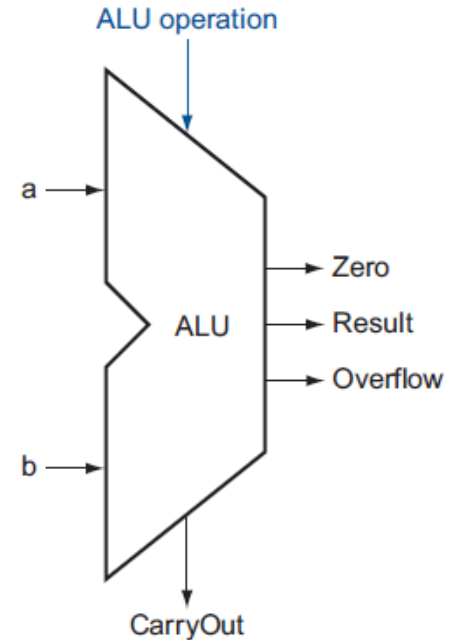 ALU operation
a
Zero
ALU
Result
Overflow
b
CarryOut